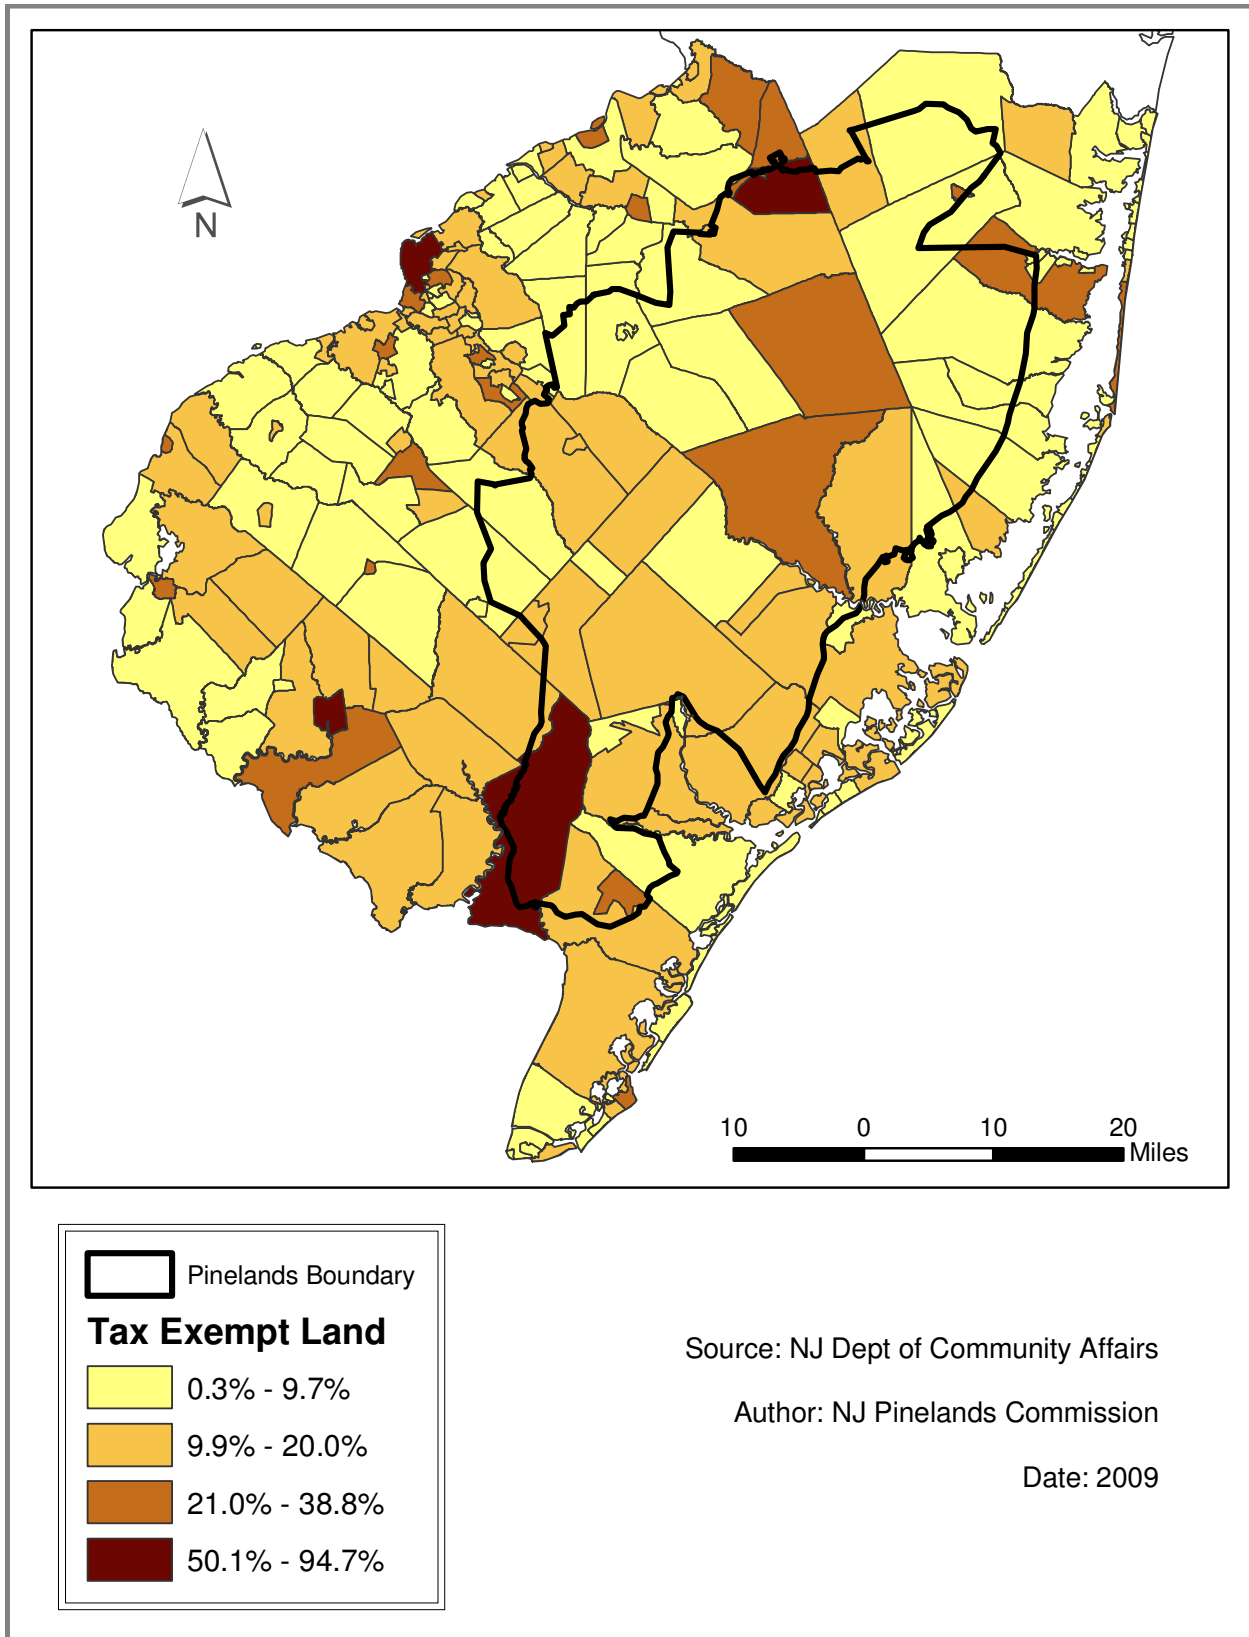 N
10 0 10 20
Miles
Pinelands Boundary
Tax Exempt Land
0.3% - 9.7%
9.9% - 20.0%
21.0% - 38.8%
50.1% - 94.7%
Source: NJ Dept of Community Affairs
Author: NJ Pinelands Commission
Date: 2009